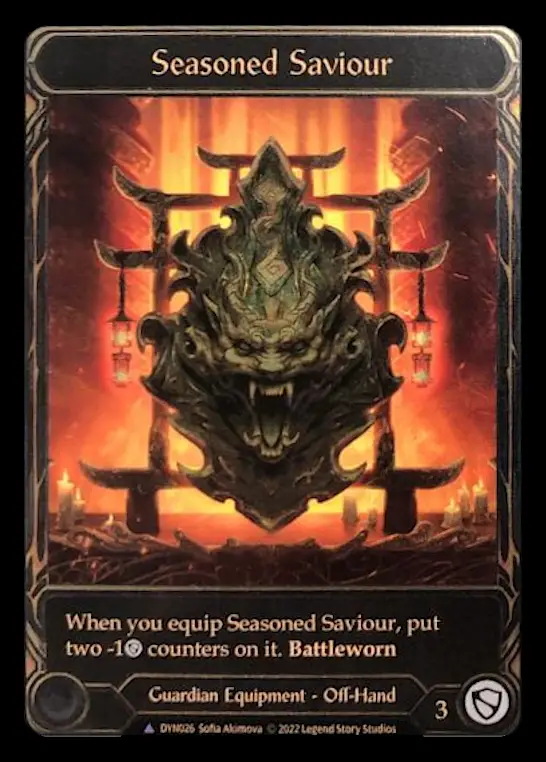 Seasoned Saviour
When you equip Seasoned Saviour, put
two -1 counters on it. Battleworn
Guardian Equipment - Off-Hand
3
DYN026 Sofia Akimova © 2022 Legend Story Studios